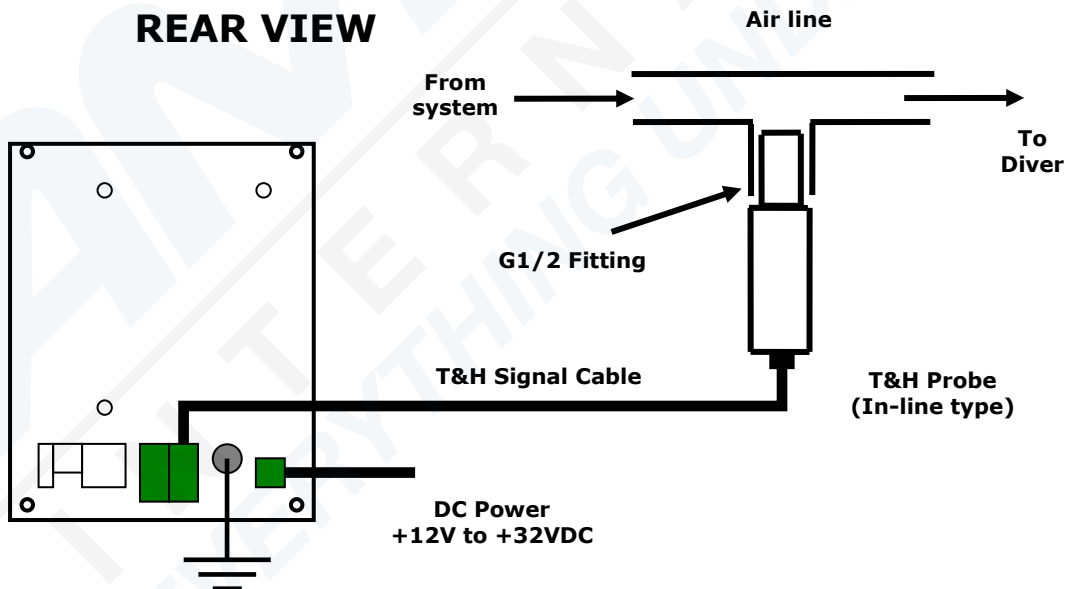 REAR VIEW
Air line
From
system
To
Diver
G1/2 Fitting
T&H Signal Cable
T&H Probe
(In-line type)
DC Power
+12V to +32VDC